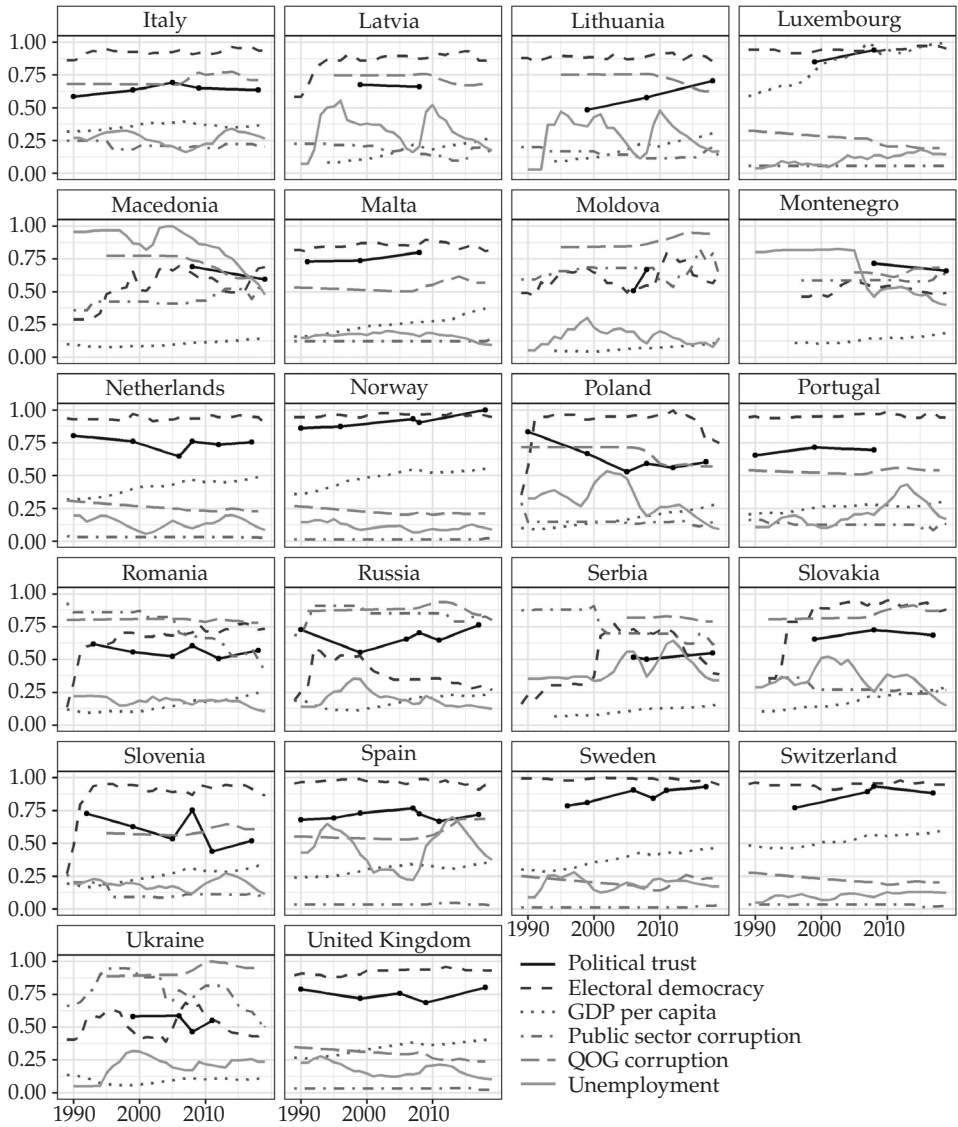 Italy Latvia Lithuania Luxembourg
1.00
0.75
0.50
0.25
0.00
Macedonia Malta Moldova Montenegro
1.00
0.75
0.50
0.25
0.00
Netherlands Norway Poland Portugal
1.00
0.75
0.50
0.25
0.00
Romania Russia Serbia Slovakia
1.00
0.75
0.50
0.25
0.00
Slovenia Spain Sweden Switzerland
1.00
0.75
0.50
0.25
0.00
1990 2000 2010 1990 2000 2010
Ukraine United Kingdom
1.00
0.75
0.50
0.25
0.00
1990 2000 2010 1990 2000 2010
Political trust
Electoral democracy
GDP per capita
Public sector corruption
QOG corruption
Unemployment